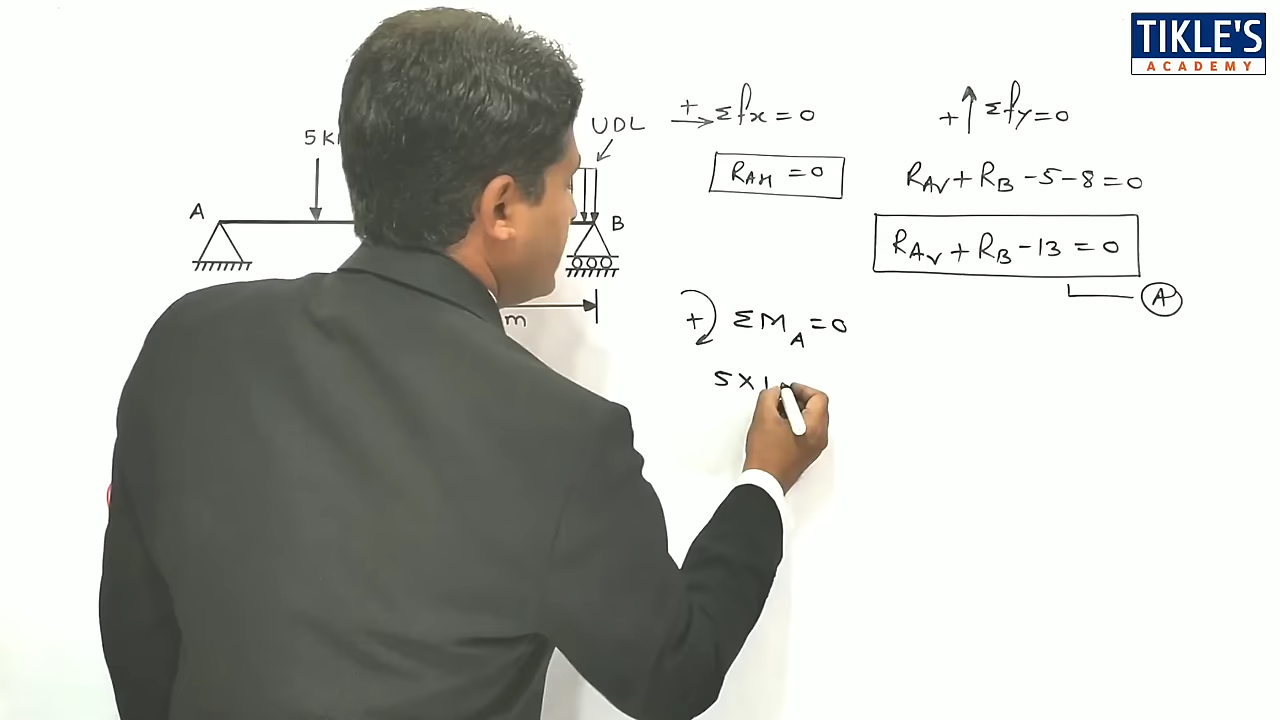 TIKLE'S
ACADEMY
5 K
UDL
A
B
m
+ Σfx = 0
RAH = 0
+ Σfy = 0
RAV + RB - 5 - 8 = 0
RAV + RB - 13 = 0
A
+ ΣMA = 0
5 × 1